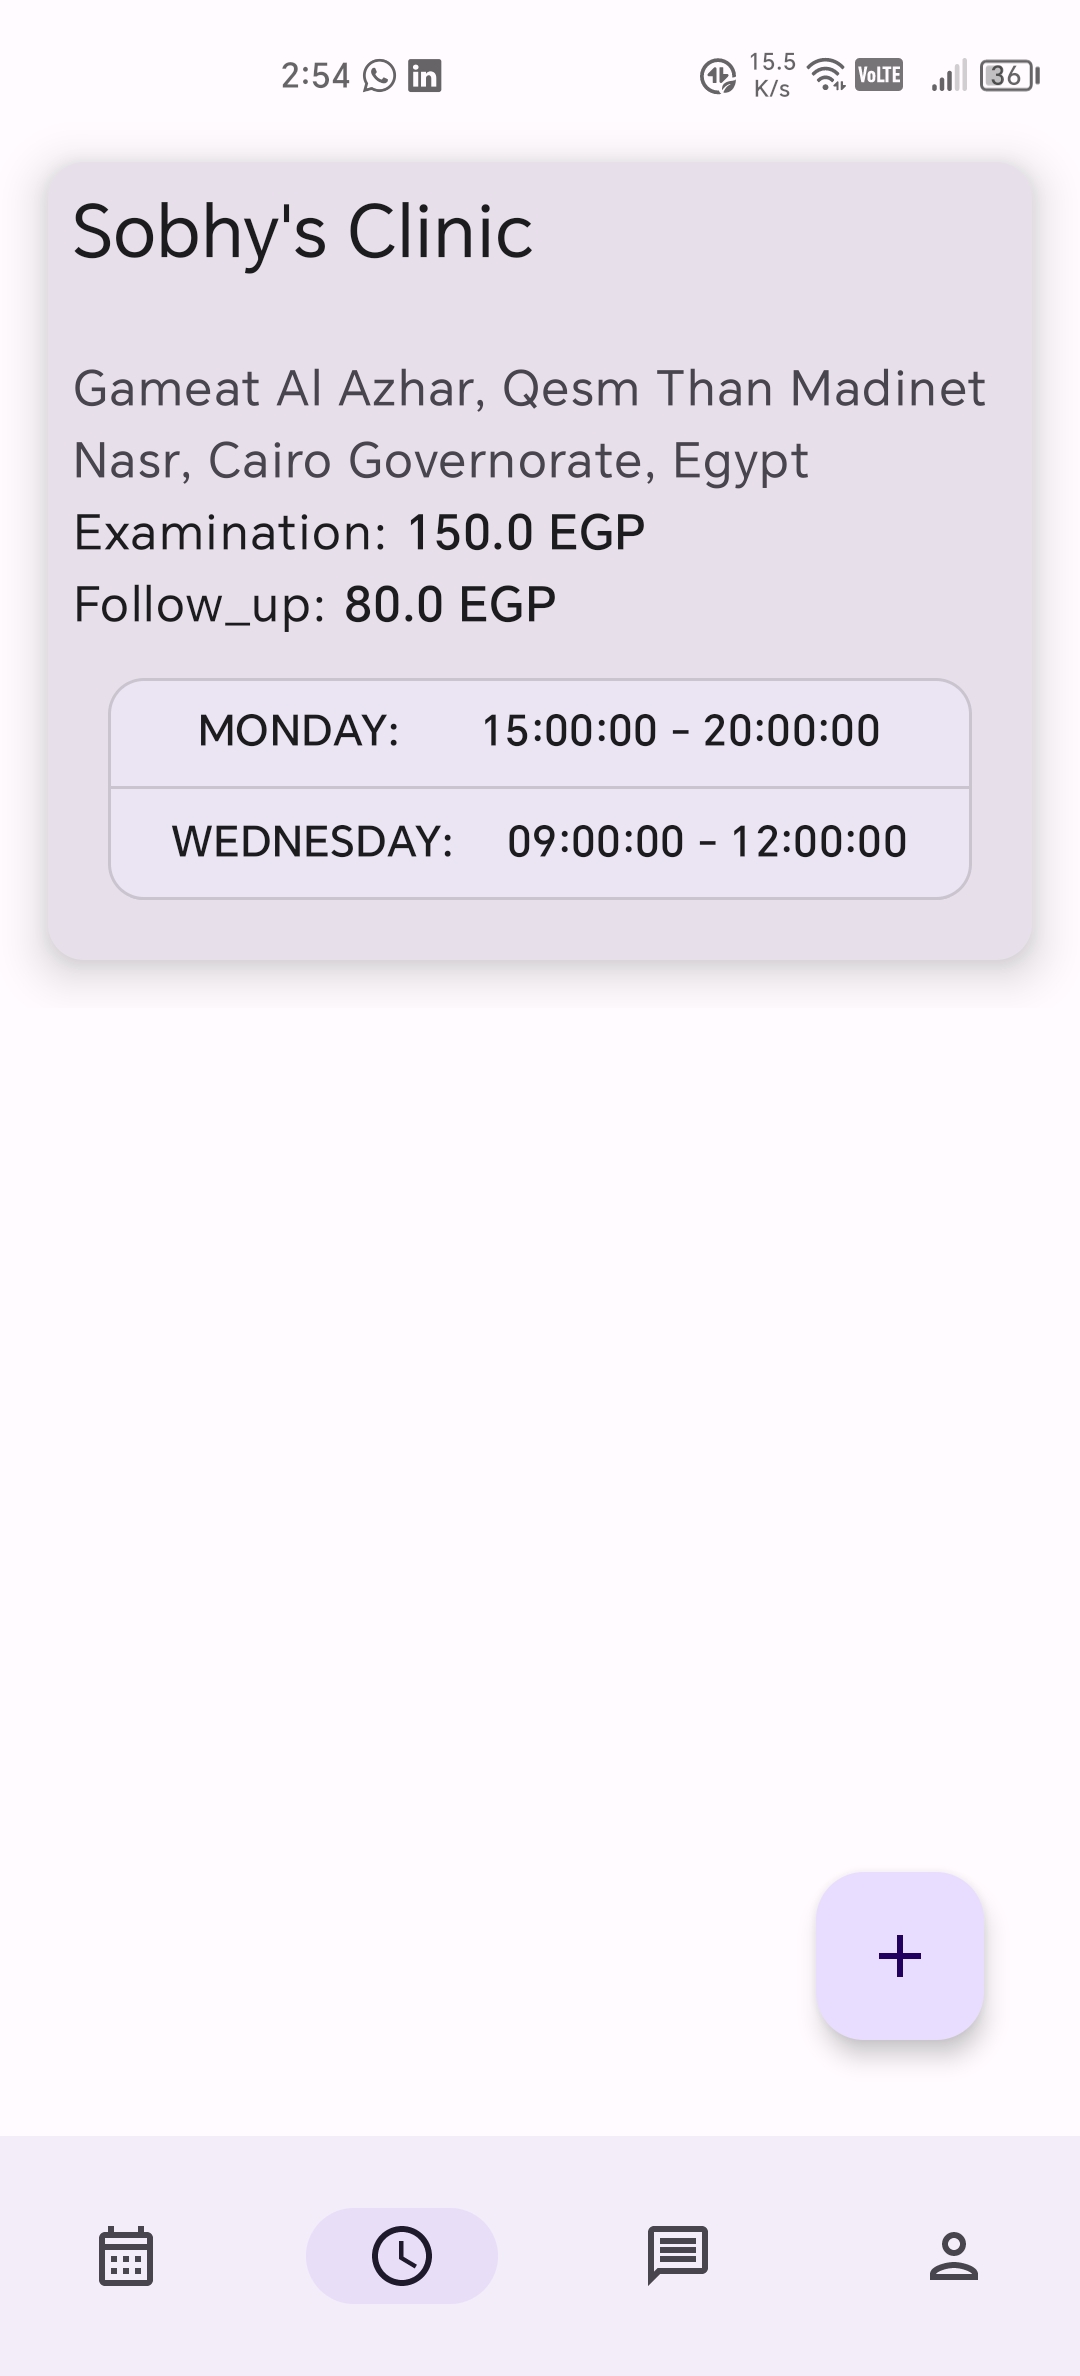 2:54 15.5 K/s VoLTE 36
Sobhy's Clinic
Gameat Al Azhar, Qesm Than Madinet
Nasr, Cairo Governorate, Egypt
Examination: 150.0 EGP
Follow_up: 80.0 EGP
MONDAY: 15:00:00 - 20:00:00
WEDNESDAY: 09:00:00 - 12:00:00